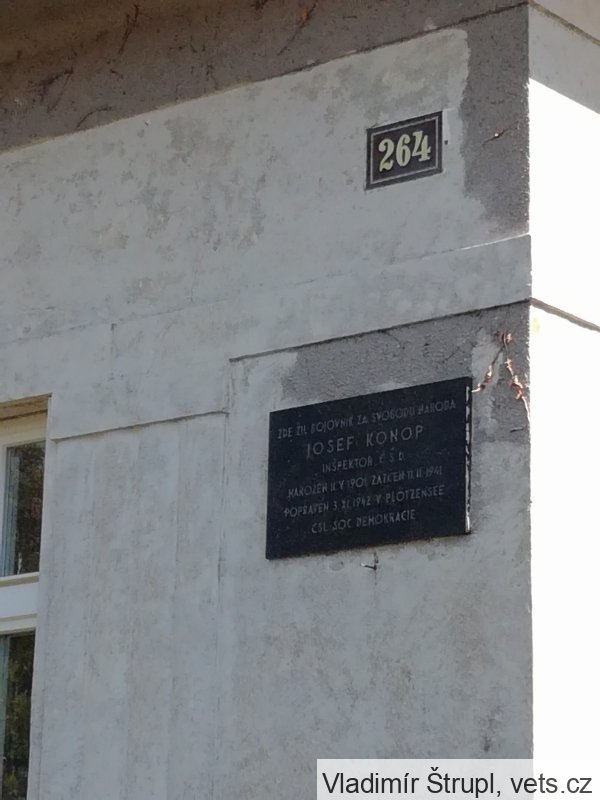 264
ZDE ŽIL BOJOVNÍK ZA SVOBODU NÁRODA
JOSEF KONOP
INŠPEKTOR Č.S.D.
NAROZEN 11. V. 1901. ZATČEN 11. II. 1941
POPRAVEN 3. XI. 1942 V PLÖTZENSEE
ČSL. SOC. DEMOKRACIE
Vladimír Štrupl, vets.cz